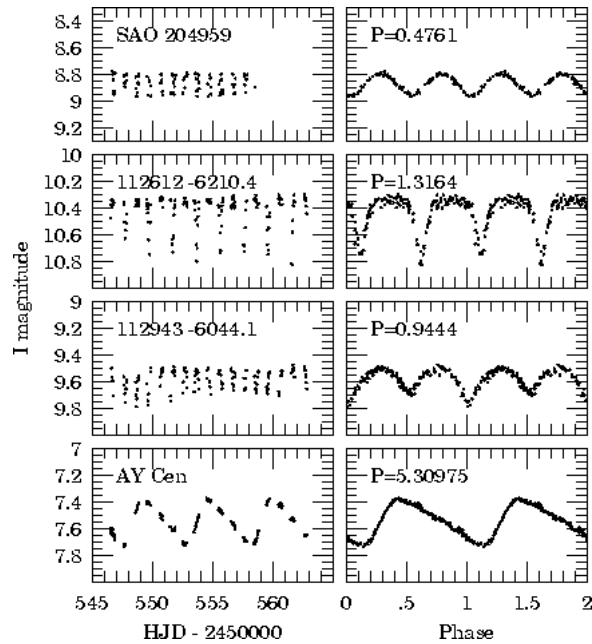 SAO 204959
P=0.4761
8.4
8.6
8.8
9
9.2
112612-6210.4
P=1.3164
10
10.2
10.4
10.6
10.8
I magnitude
112943-6044.1
P=0.9444
9
9.2
9.4
9.6
9.8
AY Cen
P=5.30975
7
7.2
7.4
7.6
7.8
545 550 555 560
0 .5 1 1.5 2
HJD - 2450000
Phase